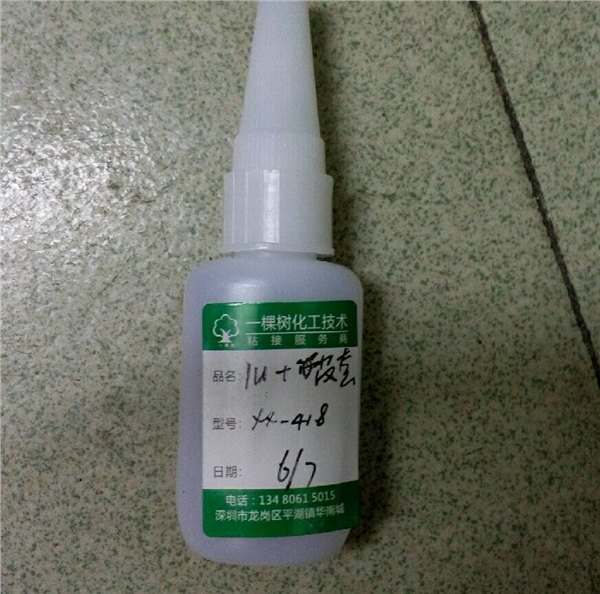 一棵树化工技术
粘接服务商
品名:
型号: YX-418
日期: 6/7
电话:134 8061 5015
深圳市龙岗区平湖镇华南城